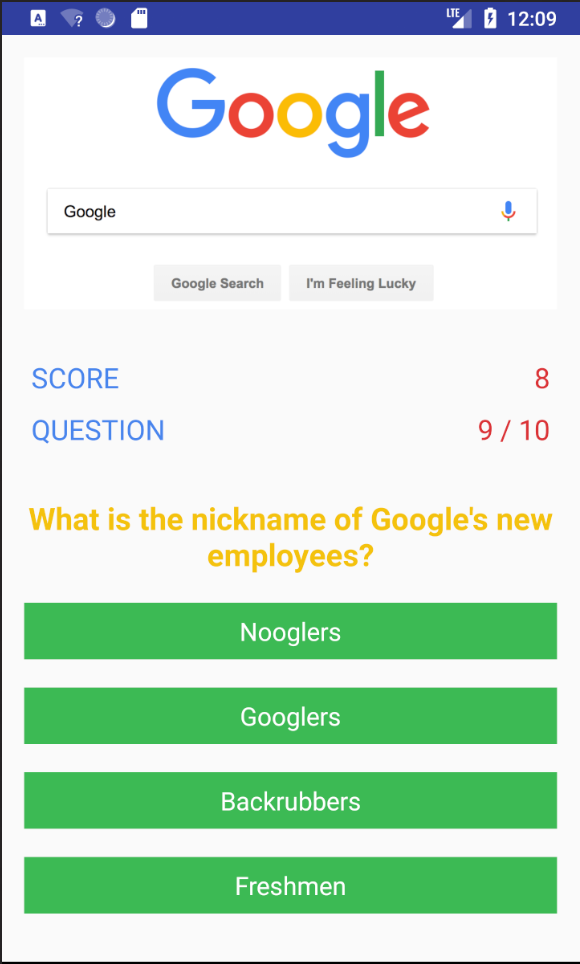 A LTE 12:09
Google
Google
Google Search I'm Feeling Lucky
SCORE 8
QUESTION 9 / 10
What is the nickname of Google's new
employees?
Nooglers
Googlers
Backrubbers
Freshmen